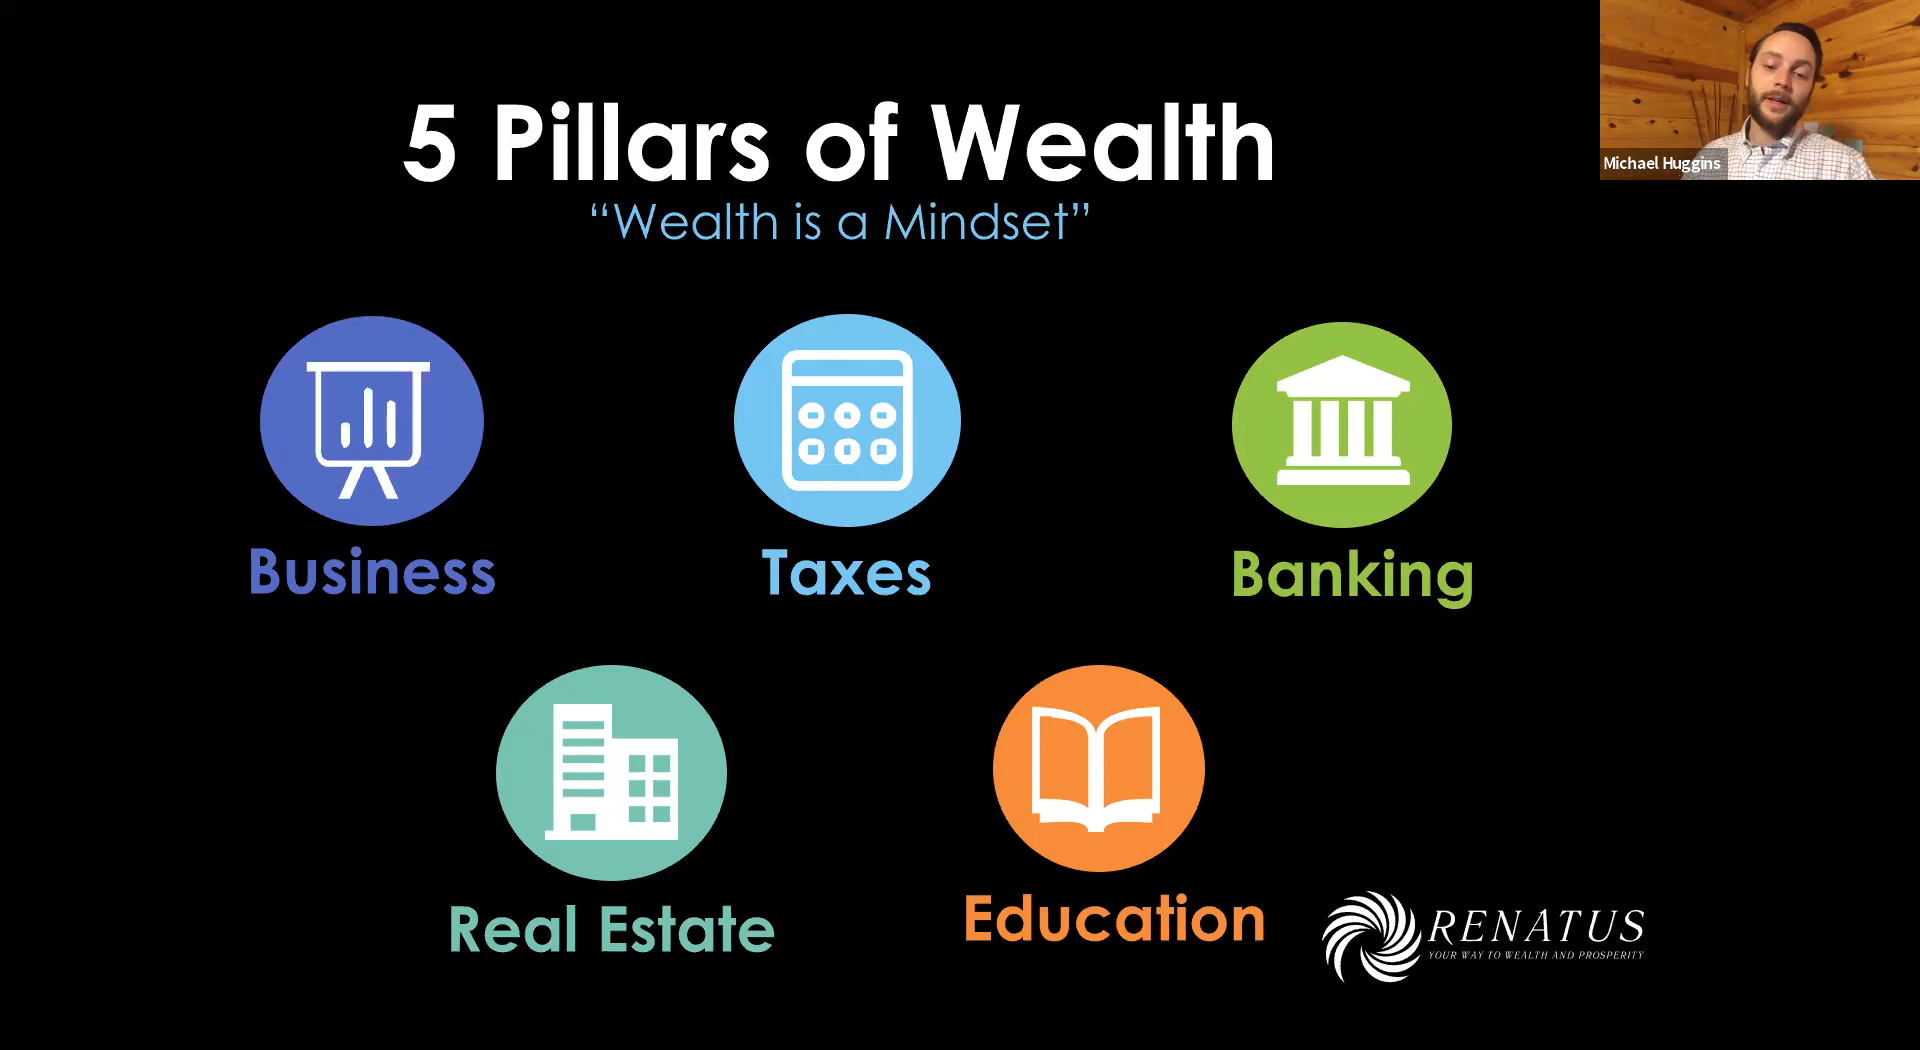 5 Pillars of Wealth
“Wealth is a Mindset”
Michael Huggins
Business
Taxes
Banking
Real Estate
Education
RENATUS
YOUR WAY TO WEALTH AND PROSPERITY